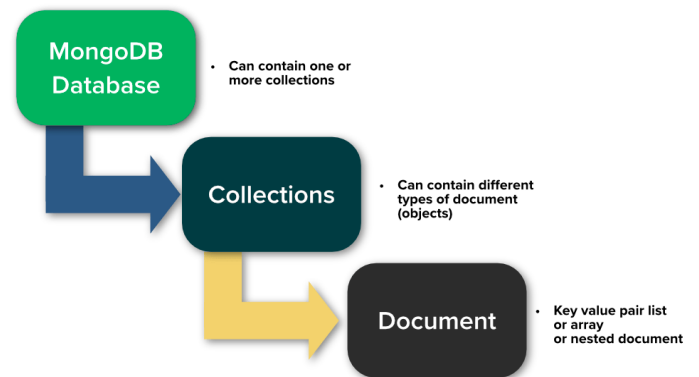 MongoDB
Database
• Can contain one or
more collections
Collections
• Can contain different
types of document
(objects)
Document
• Key value pair list
or array
or nested document